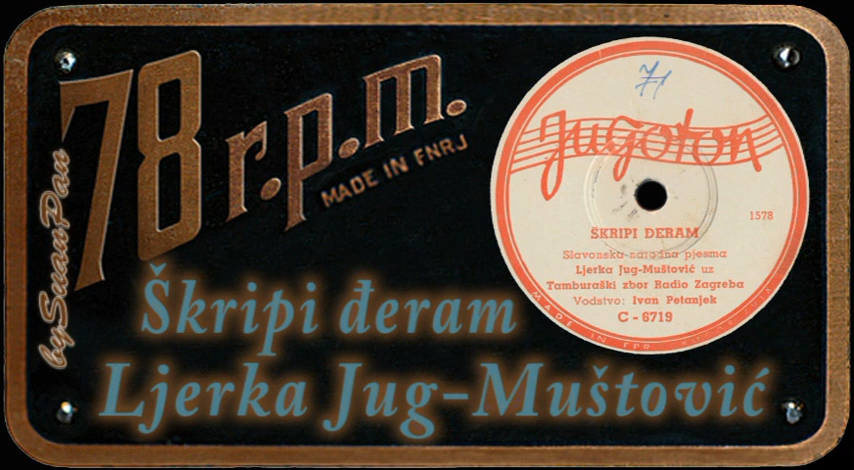 78 r.p.m.
MADE IN FNRJ
bySuanPan
71
Jugoton
1578
ŠKRIPI ĐERAM
Slavonska narodna pjesma
Ljerka Jug-Muštović uz
Tamburaški zbor Radio Zagreba
Vodstvo: Ivan Petanjek
C - 6719
MADE IN FPR. YUGOSLAVIA
Škripi đeram
Ljerka Jug-Muštović